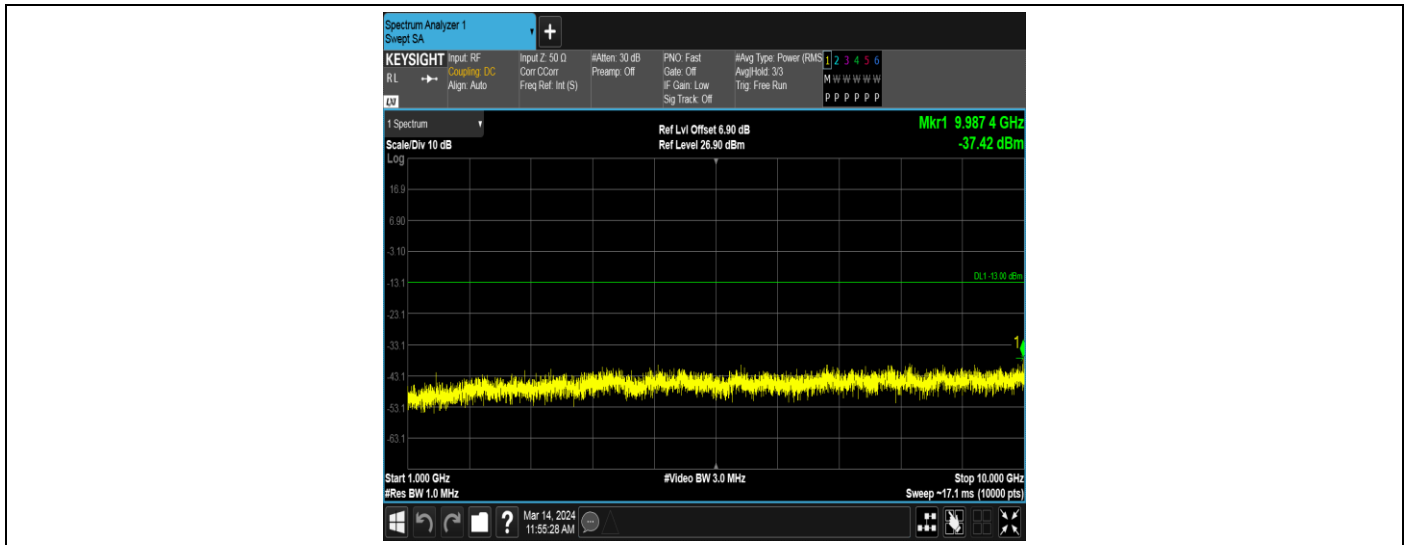 Spectrum Analyzer 1
Swept SA
+
KEYSIGHT
RL
LXI
Input: RF
Coupling: DC
Align: Auto
Input Z: 50 Ω
Corr CCorr
Freq Ref: Int (S)
#Atten: 30 dB
Preamp: Off
PNO: Fast
Gate: Off
IF Gain: Low
Sig Track: Off
#Avg Type: Power (RMS
Avg|Hold: 3/3
Trig: Free Run
1 2 3 4 5 6
M W W W W W
P P P P P P
1 Spectrum
Scale/Div 10 dB
Ref Lvl Offset 6.90 dB
Ref Level 26.90 dBm
Mkr1 9.987 4 GHz
-37.42 dBm
Log
16.9
6.90
-3.10
DL1 -13.00 dBm
-13.1
-23.1
-33.1
1
-43.1
-53.1
-63.1
Start 1.000 GHz
#Video BW 3.0 MHz
Stop 10.000 GHz
#Res BW 1.0 MHz
Sweep ~17.1 ms (10000 pts)
?
Mar 14, 2024
11:55:28 AM